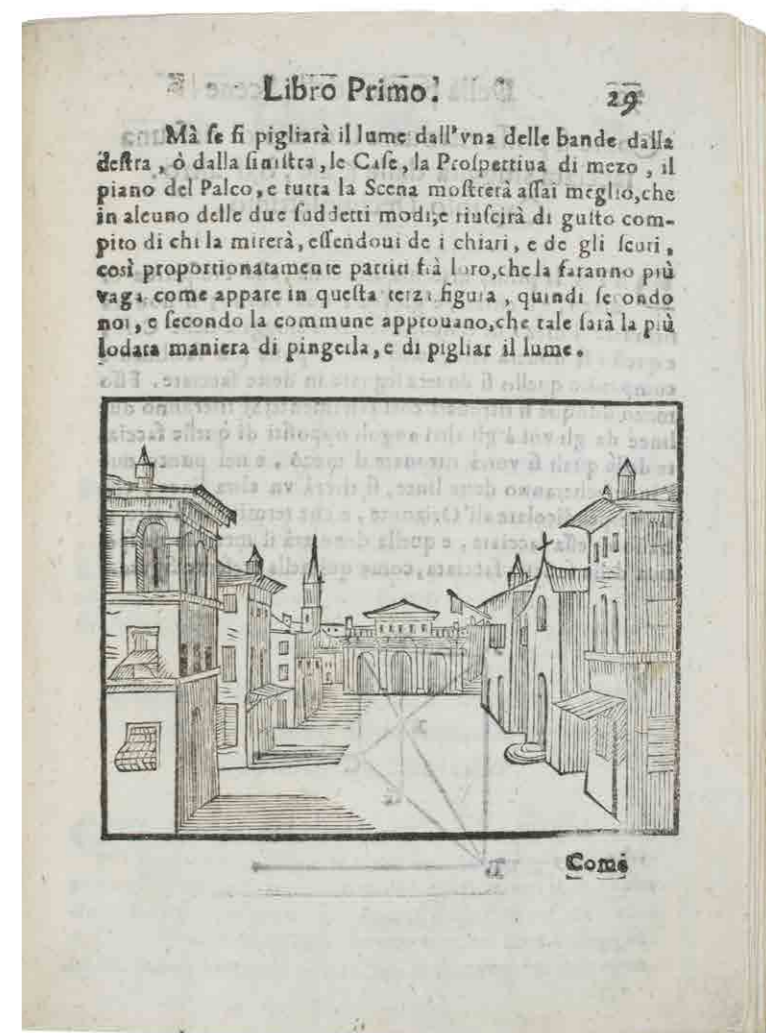 Libro Primo. 29
Mà ſe ſi pigliarà il lume dall'vna delle bande dalla
deſtra, ò dalla ſiniſtra, le Caſe, la Proſpettiua di mezo, il
piano del Palco, e tutta la Scena moſtrerà aſſai meglio, che
in alcuno delle due ſuddetti modi; e riuſcirà di guſto com-
pito di chi la mirerà, eſſendoui de i chiari, e de gli ſcuri,
così proportionatamente partiti frà loro, che la faranno più
vaga come appare in queſta terza figura, quindi ſecondo
noi, e ſecondo la commune approuano, che tale ſarà la più
lodata maniera di pingerla, e di pigliar il lume.
Come